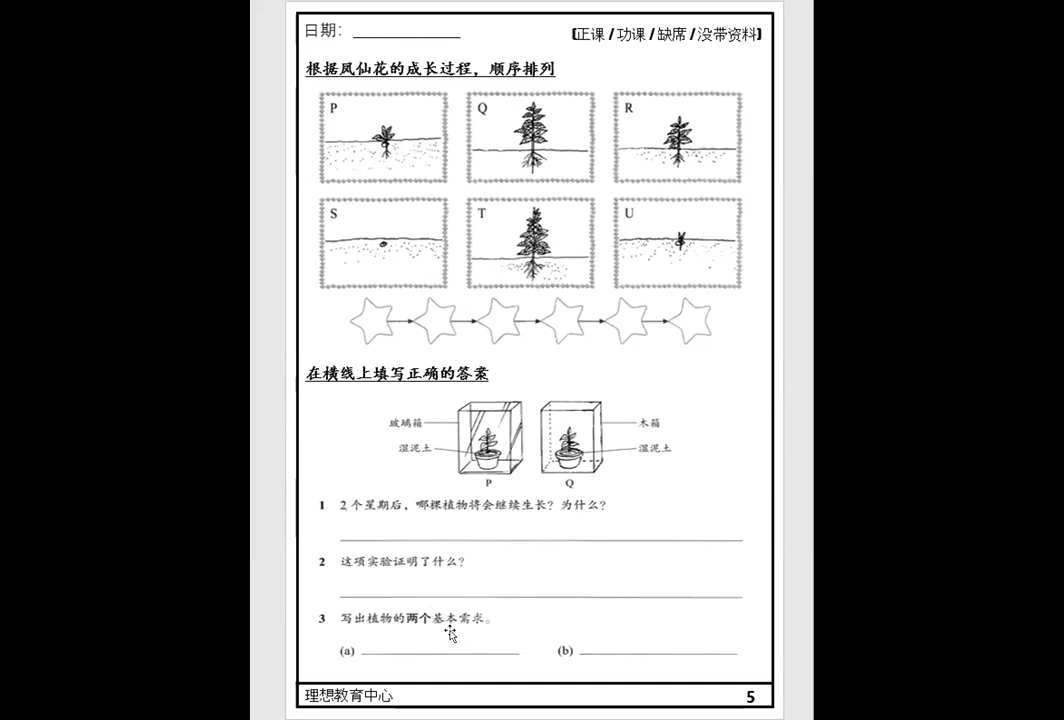 日期： ____________
(正课 / 功课 / 缺席 / 没带资料)
根据凤仙花的成长过程，顺序排列
P
Q
R
S
T
U
在横线上填写正确的答案
玻璃箱
湿泥土
木箱
湿泥土
P
Q
1 2 个星期后，哪棵植物将会继续生长？为什么？
2 这项实验证明了什么？
3 写出植物的两个基本需求。
(a) ____________ (b) ____________
理想教育中心
5